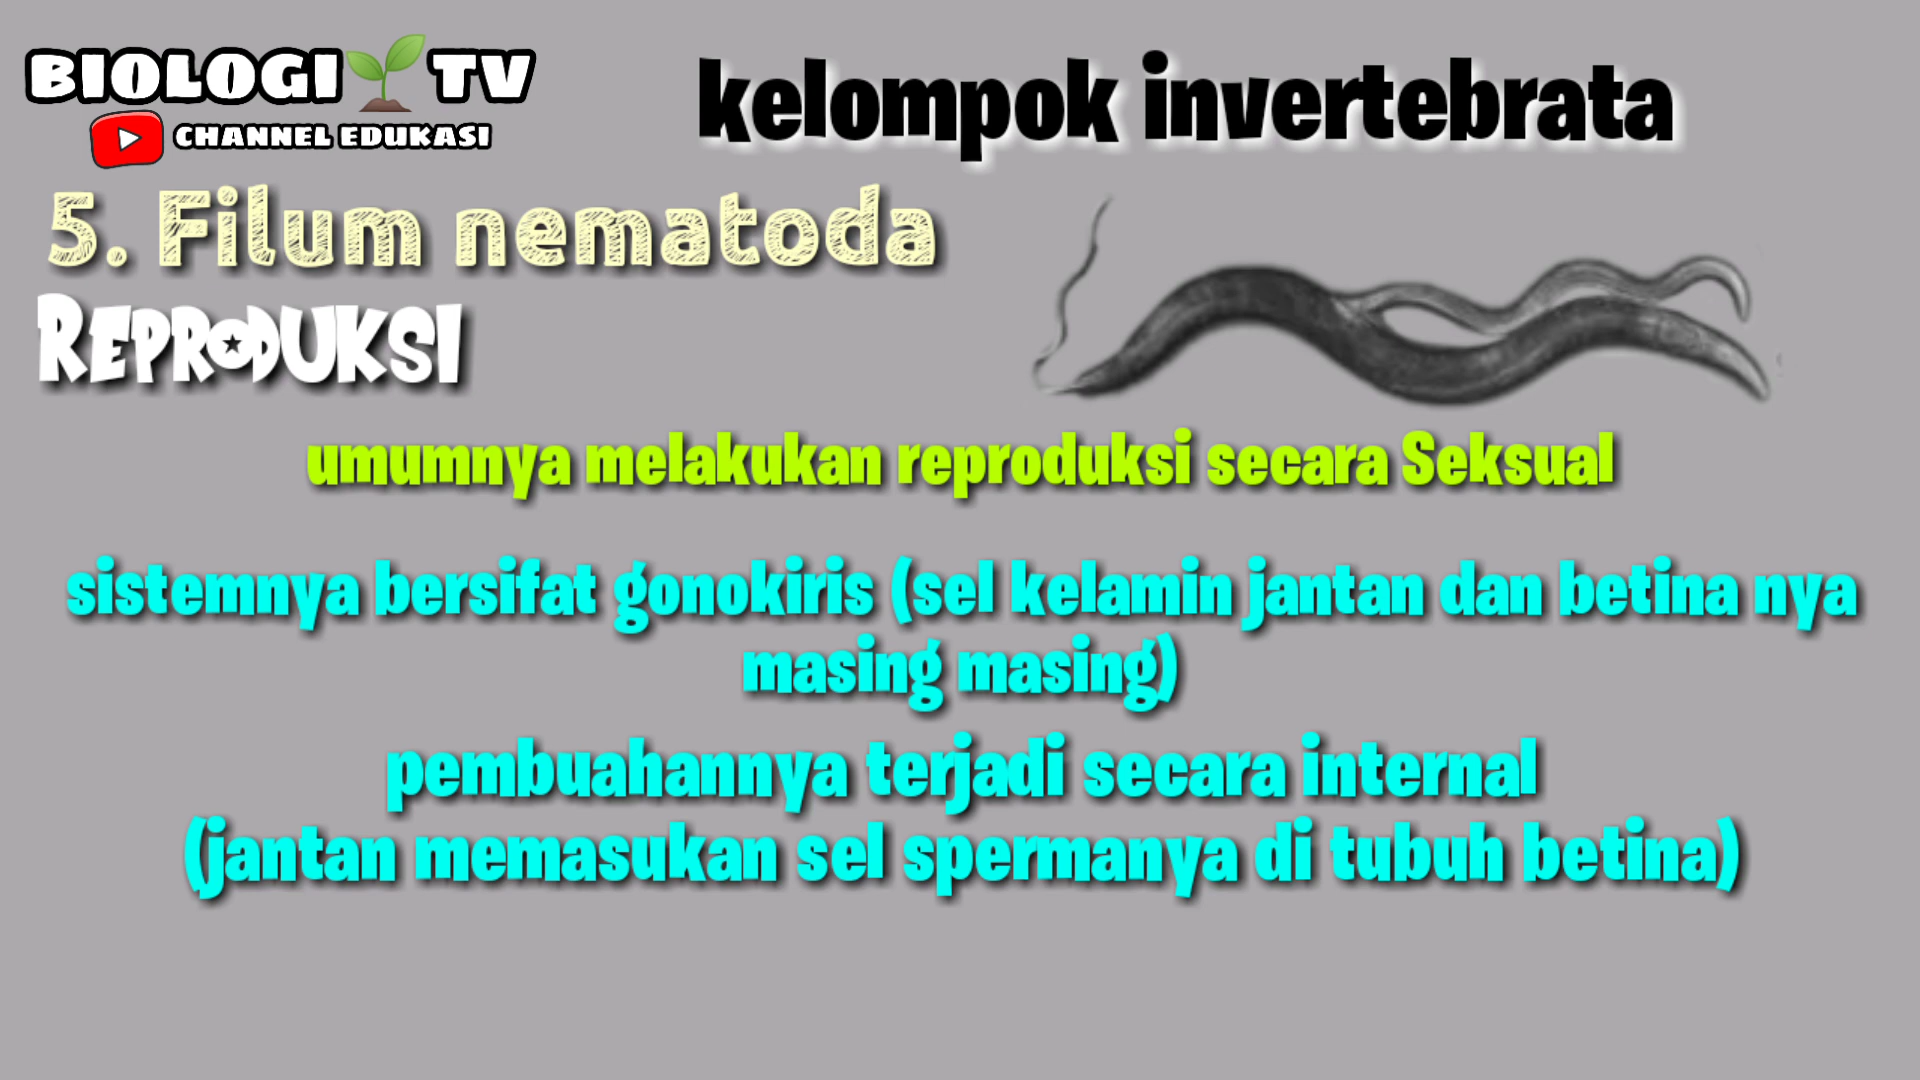 BIOLOGI TV
CHANNEL EDUKASI
kelompok invertebrata
5. Filum nematoda
REPRODUKSI
umumnya melakukan reproduksi secara Seksual
sistemnya bersifat gonokiris (sel kelamin jantan dan betina nya
masing masing)
pembuahannya terjadi secara internal
(jantan memasukan sel spermanya di tubuh betina)